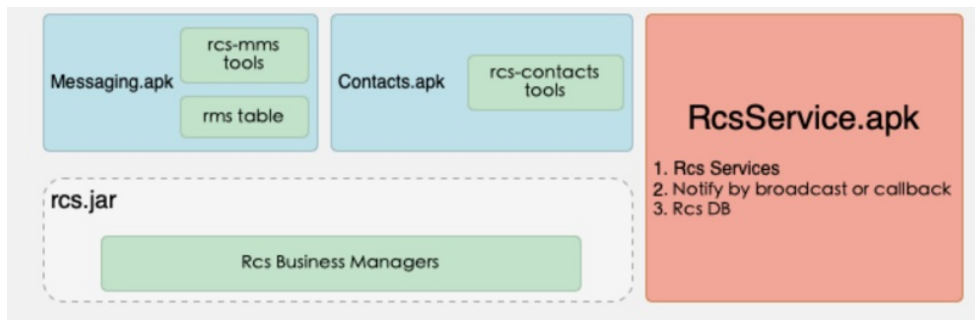 Messaging.apk
rcs-mms
tools
rms table
Contacts.apk
rcs-contacts
tools
rcs.jar
Rcs Business Managers
RcsService.apk
1. Rcs Services
2. Notify by broadcast or callback
3. Rcs DB